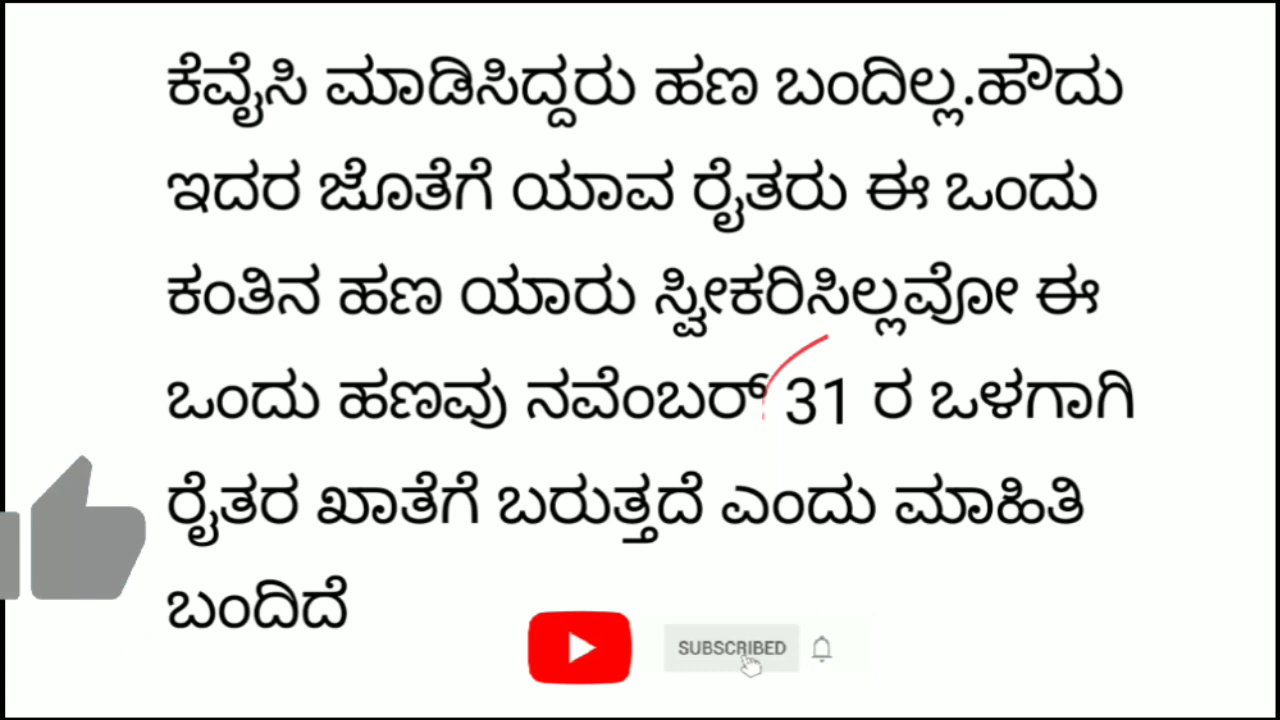 ಕೆವೈಸಿ ಮಾಡಿಸಿದ್ದರು ಹಣ ಬಂದಿಲ್ಲ.ಹೌದು
ಇದರ ಜೊತೆಗೆ ಯಾವ ರೈತರು ಈ ಒಂದು
ಕಂತಿನ ಹಣ ಯಾರು ಸ್ವೀಕರಿಸಿಲ್ಲವೋ ಈ
ಒಂದು ಹಣವು ನವೆಂಬರ್ 31 ರ ಒಳಗಾಗಿ
ರೈತರ ಖಾತೆಗೆ ಬರುತ್ತದೆ ಎಂದು ಮಾಹಿತಿ
ಬಂದಿದೆ
SUBSCRIBED